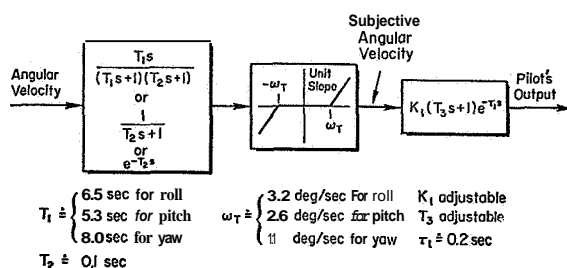 Subjective
Angular
Velocity
Angular
Velocity
T₁s
(T₁s+1)(T₂s+1)
or
1
T₂s+1
or
e^-T₂s
-ω_T
Unit
Slope
ω_T
K₁(T₃s+1)e^-τ₁s
Pilot's
Output
T₁ ≐ { 6.5 sec for roll
5.3 sec for pitch
8.0 sec for yaw
T₂ ≐ 0.1 sec
ω_T ≐ { 3.2 deg/sec For roll
2.6 deg/sec for pitch
11 deg/sec for yaw
K₁ adjustable
T₃ adjustable
τ₁ ≐ 0.2 sec